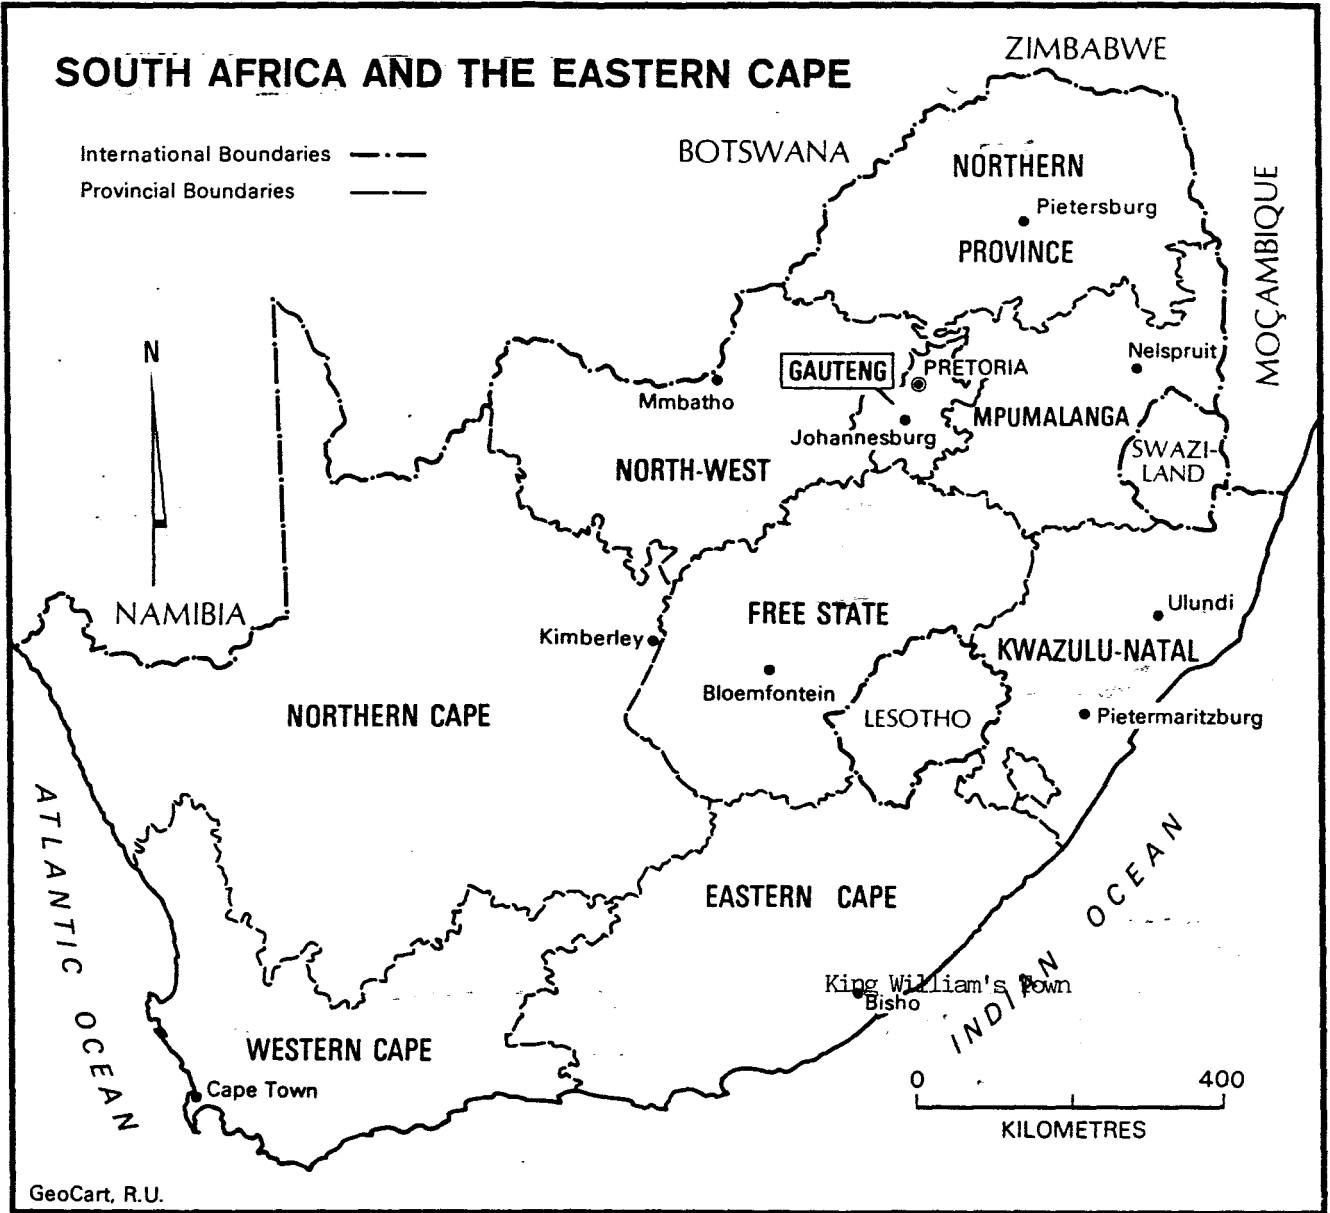 SOUTH AFRICA AND THE EASTERN CAPE
ZIMBABWE
International Boundaries
Provincial Boundaries
BOTSWANA
NORTHERN
PROVINCE
Pietersburg
MOÇAMBIQUE
N
Nelspruit
GAUTENG
PRETORIA
Mmbatho
MPUMALANGA
Johannesburg
NORTH-WEST
SWAZI-
LAND
NAMIBIA
FREE STATE
Ulundi
Kimberley
KWAZULU-NATAL
Bloemfontein
NORTHERN CAPE
LESOTHO
Pietermaritzburg
ATLANTIC OCEAN
EASTERN CAPE
INDIAN OCEAN
King William's Town
Bisho
WESTERN CAPE
Cape Town
0 400
KILOMETRES
GeoCart, R.U.